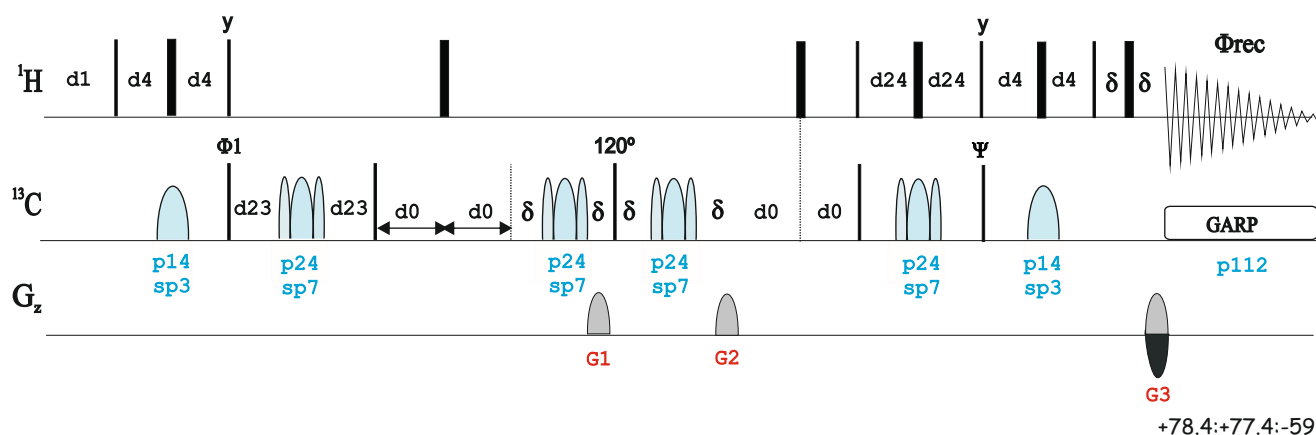 y y Φrec
¹H d1 d4 d4 d24 d24 d4 d4 δ δ
Φ1 120º Ψ
¹³C d23 d23 d0 d0 δ δ δ δ d0 d0 GARP
p14 p24 p24 p24 p24 p14 p112
sp3 sp7 sp7 sp7 sp7 sp3
Gz
G1 G2
G3
+78.4:+77.4:-59